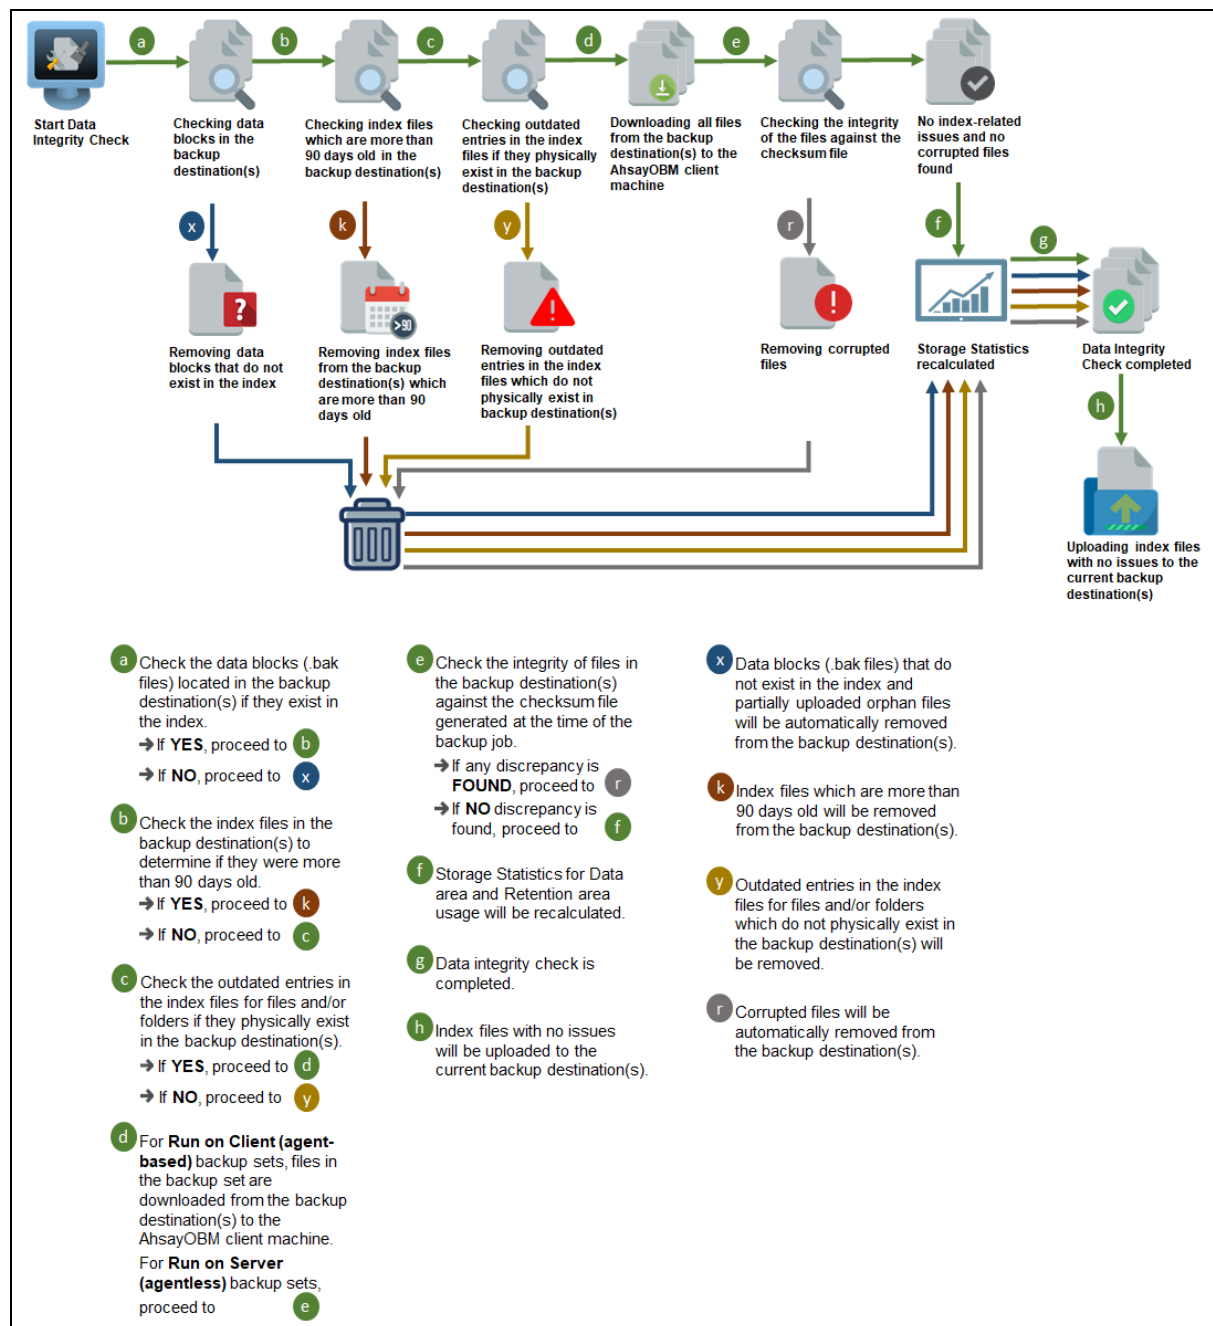 a
b
c
d
e
Start Data
Integrity Check
Checking data
blocks in the
backup
destination(s)
Checking index files
which are more than
90 days old in the
backup destination(s)
Checking outdated
entries in the index
files if they physically
exist in the backup
destination(s)
Downloading all files
from the backup
destination(s) to the
AhsayOBM client
machine
Checking the integrity
of the files against the
checksum file
No index-related
issues and no
corrupted files
found
x
k
y
r
f
g
?
>90
!
!
Removing data
blocks that do not
exist in the index
Removing index files
from the backup
destination(s) which
are more than 90
days old
Removing outdated
entries in the index
files which do not
physically exist in
backup destination(s)
Removing corrupted
files
Storage Statistics
recalculated
Data Integrity
Check completed
h
Uploading index files
with no issues to the
current backup
destination(s)
a Check the data blocks (.bak
files) located in the backup
destination(s) if they exist in
the index.
➔ If YES, proceed to b
➔ If NO, proceed to x
b Check the index files in the
backup destination(s) to
determine if they were more
than 90 days old.
➔ If YES, proceed to k
➔ If NO, proceed to c
c Check the outdated entries in
the index files for files and/or
folders if they physically exist
in the backup destination(s).
➔ If YES, proceed to d
➔ If NO, proceed to y
d For Run on Client (agent-
based) backup sets, files in
the backup set are
downloaded from the backup
destination(s) to the
AhsayOBM client machine.
For Run on Server
(agentless) backup sets,
proceed to e
e Check the integrity of files in
the backup destination(s)
against the checksum file
generated at the time of the
backup job.
➔ If any discrepancy is
FOUND, proceed to r
➔ If NO discrepancy is
found, proceed to f
f Storage Statistics for Data
area and Retention area
usage will be recalculated.
g Data integrity check is
completed.
h Index files with no issues
will be uploaded to the
current backup destination(s).
x Data blocks (.bak files) that do
not exist in the index and
partially uploaded orphan files
will be automatically removed
from the backup destination(s).
k Index files which are more than
90 days old will be removed
from the backup destination(s).
y Outdated entries in the index
files for files and/or folders
which do not physically exist in
the backup destination(s) will
be removed.
r Corrupted files will be
automatically removed from
the backup destination(s).